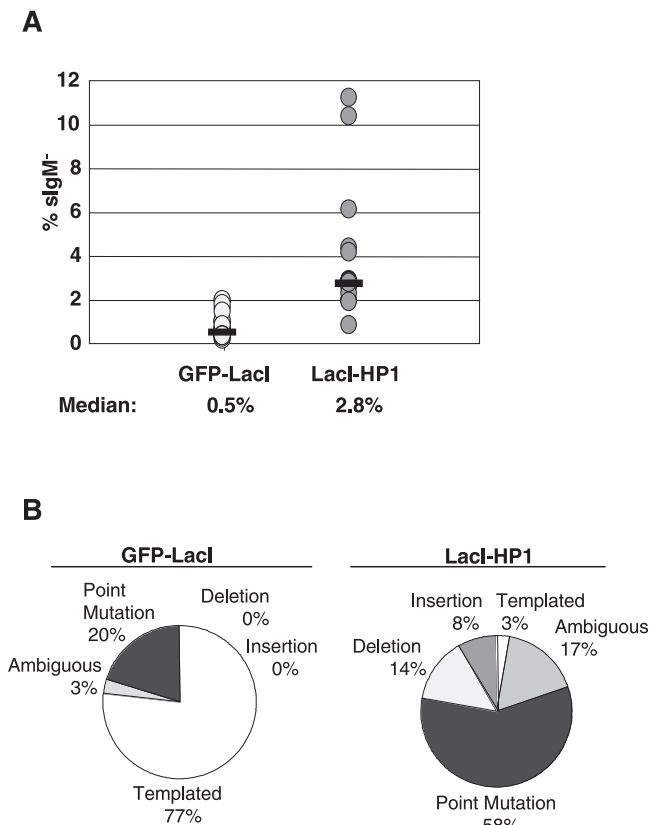 A
12
10
8
6
4
2
0
% sIgM-
GFP-LacI LacI-HP1
Median: 0.5% 2.8%
B
GFP-LacI LacI-HP1
Point
Mutation
20%
Deletion
0%
Insertion
0%
Ambiguous
3%
Templated
77%
Insertion
8%
Templated
3%
Ambiguous
17%
Deletion
14%
Point Mutation
58%